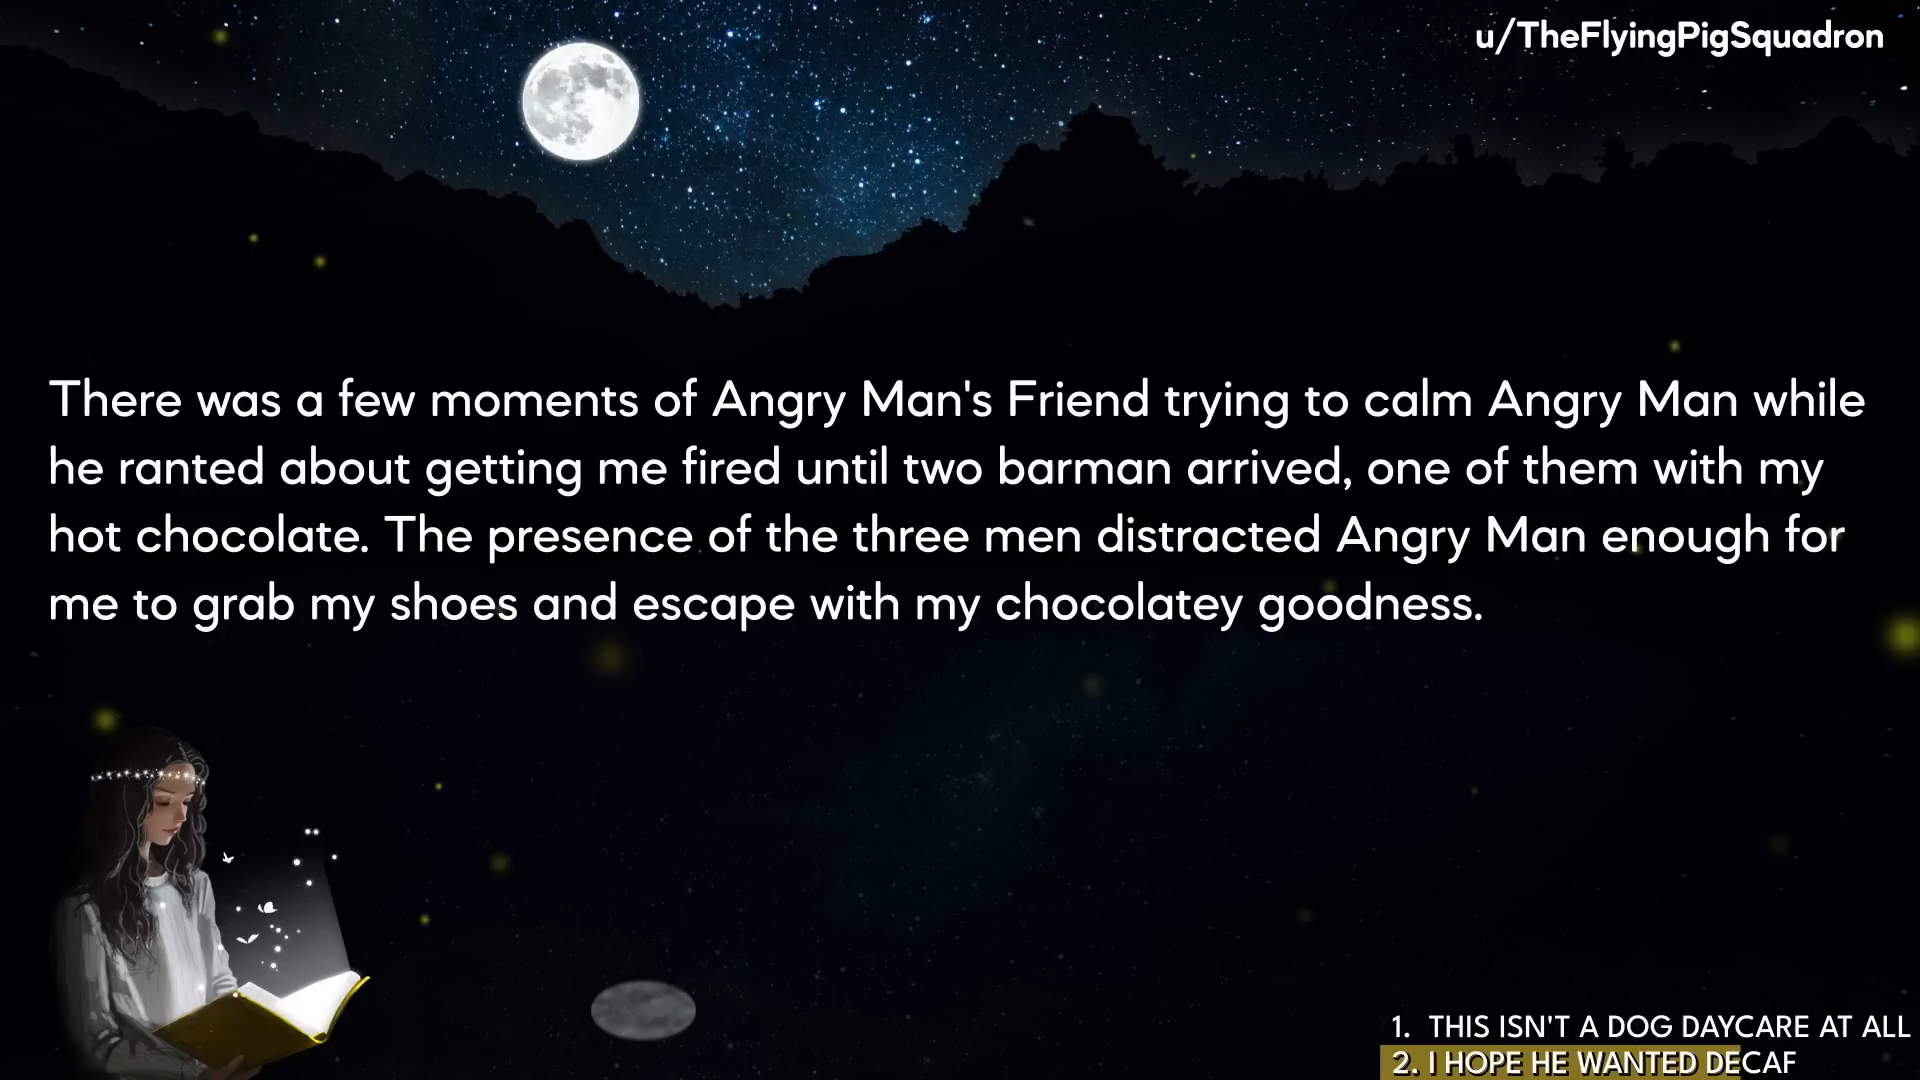 u/TheFlyingPigSquadron
There was a few moments of Angry Man's Friend trying to calm Angry Man while
he ranted about getting me fired until two barman arrived, one of them with my
hot chocolate. The presence of the three men distracted Angry Man enough for
me to grab my shoes and escape with my chocolatey goodness.
1. THIS ISN'T A DOG DAYCARE AT ALL
2. I HOPE HE WANTED DECAF